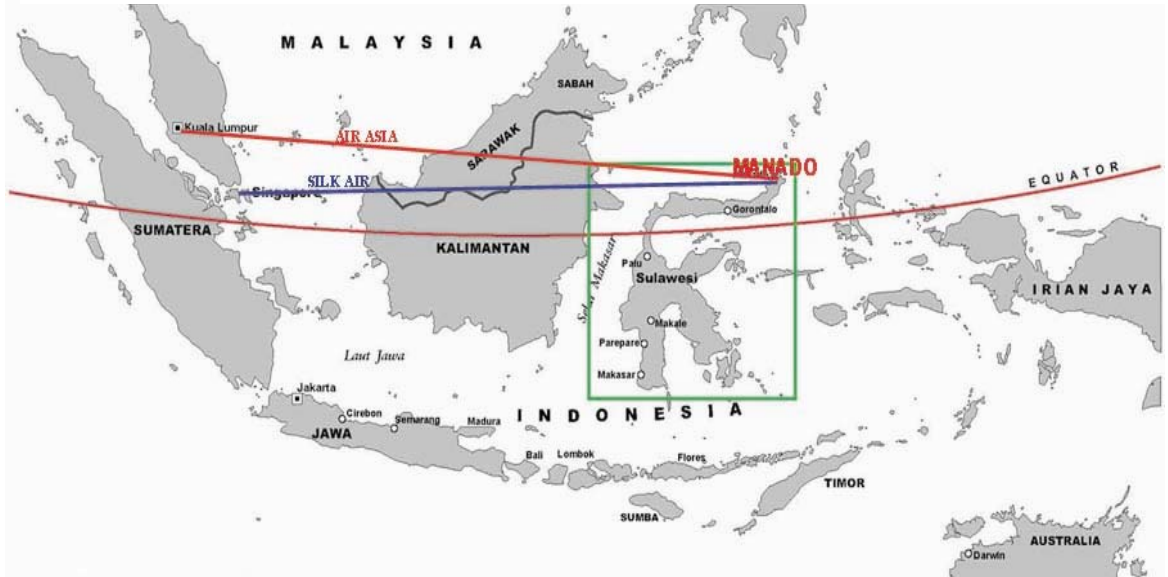 MALAYSIA
SABAH
Kuala Lumpur
AIR ASIA
SARAWAK
MANADO
EQUATOR
SILK AIR
Singapore
Gorontalo
SUMATERA
KALIMANTAN
Selat Makasar
Palu
Sulawesi
IRIAN JAYA
Makale
Parepare
Laut Jawa
Makasar
Jakarta
INDONESIA
Cirebon
Semarang
Madura
JAWA
Bali
Lombok
Flores
TIMOR
SUMBA
AUSTRALIA
Darwin